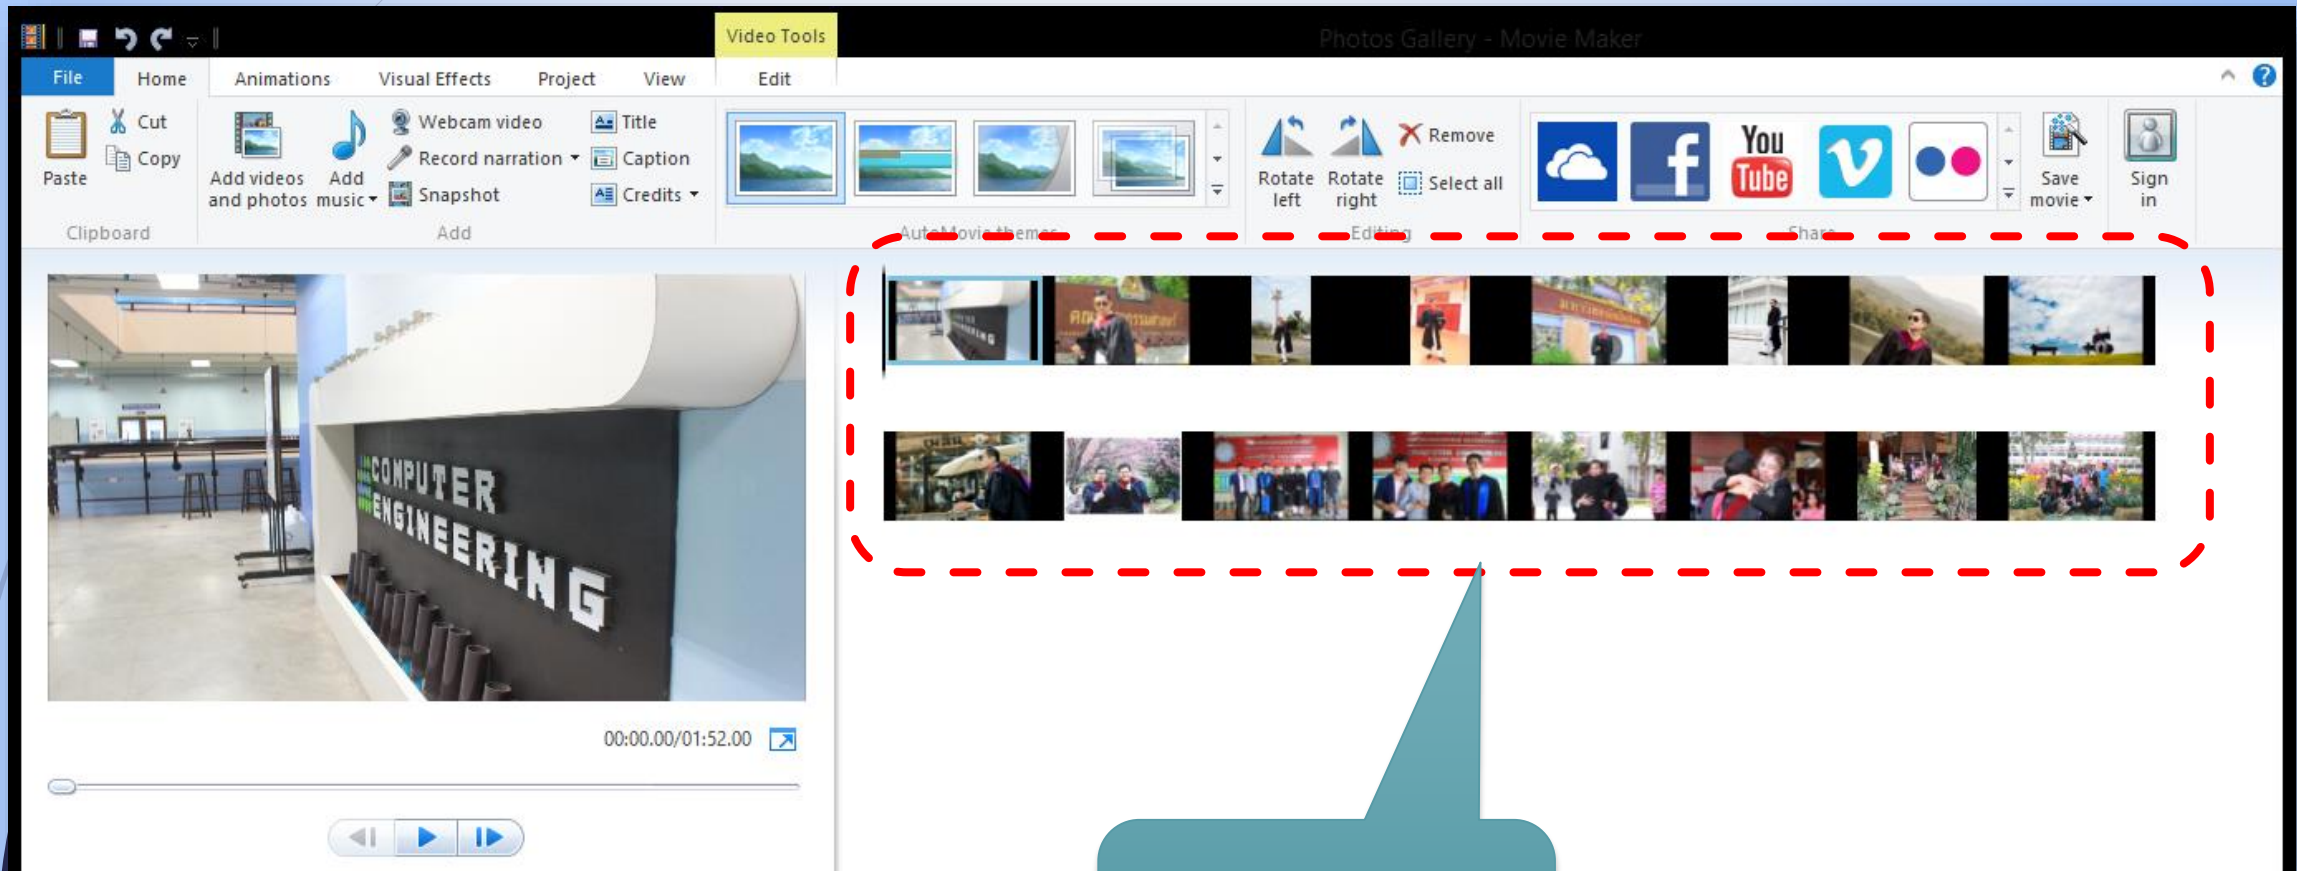 Video Tools
Photos Gallery - Movie Maker
File Home Animations Visual Effects Project View Edit
Paste
Cut
Copy
Clipboard
Add videos and photos
Add music
Webcam video
Record narration
Snapshot
Title
Caption
Credits
Add
AutoMovie themes
Rotate left
Rotate right
Remove
Select all
Editing
f
You
Tube
V
Share
Save movie
Sign in
COMPUTER
ENGINEERING
00:00.00/01:52.00